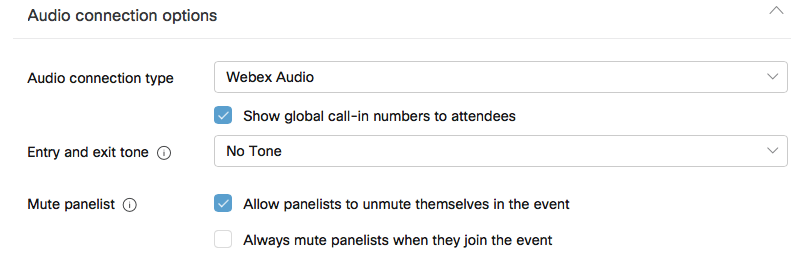 Audio connection options
Audio connection type
Webex Audio
Show global call-in numbers to attendees
Entry and exit tone
No Tone
Mute panelist
Allow panelists to unmute themselves in the event
Always mute panelists when they join the event